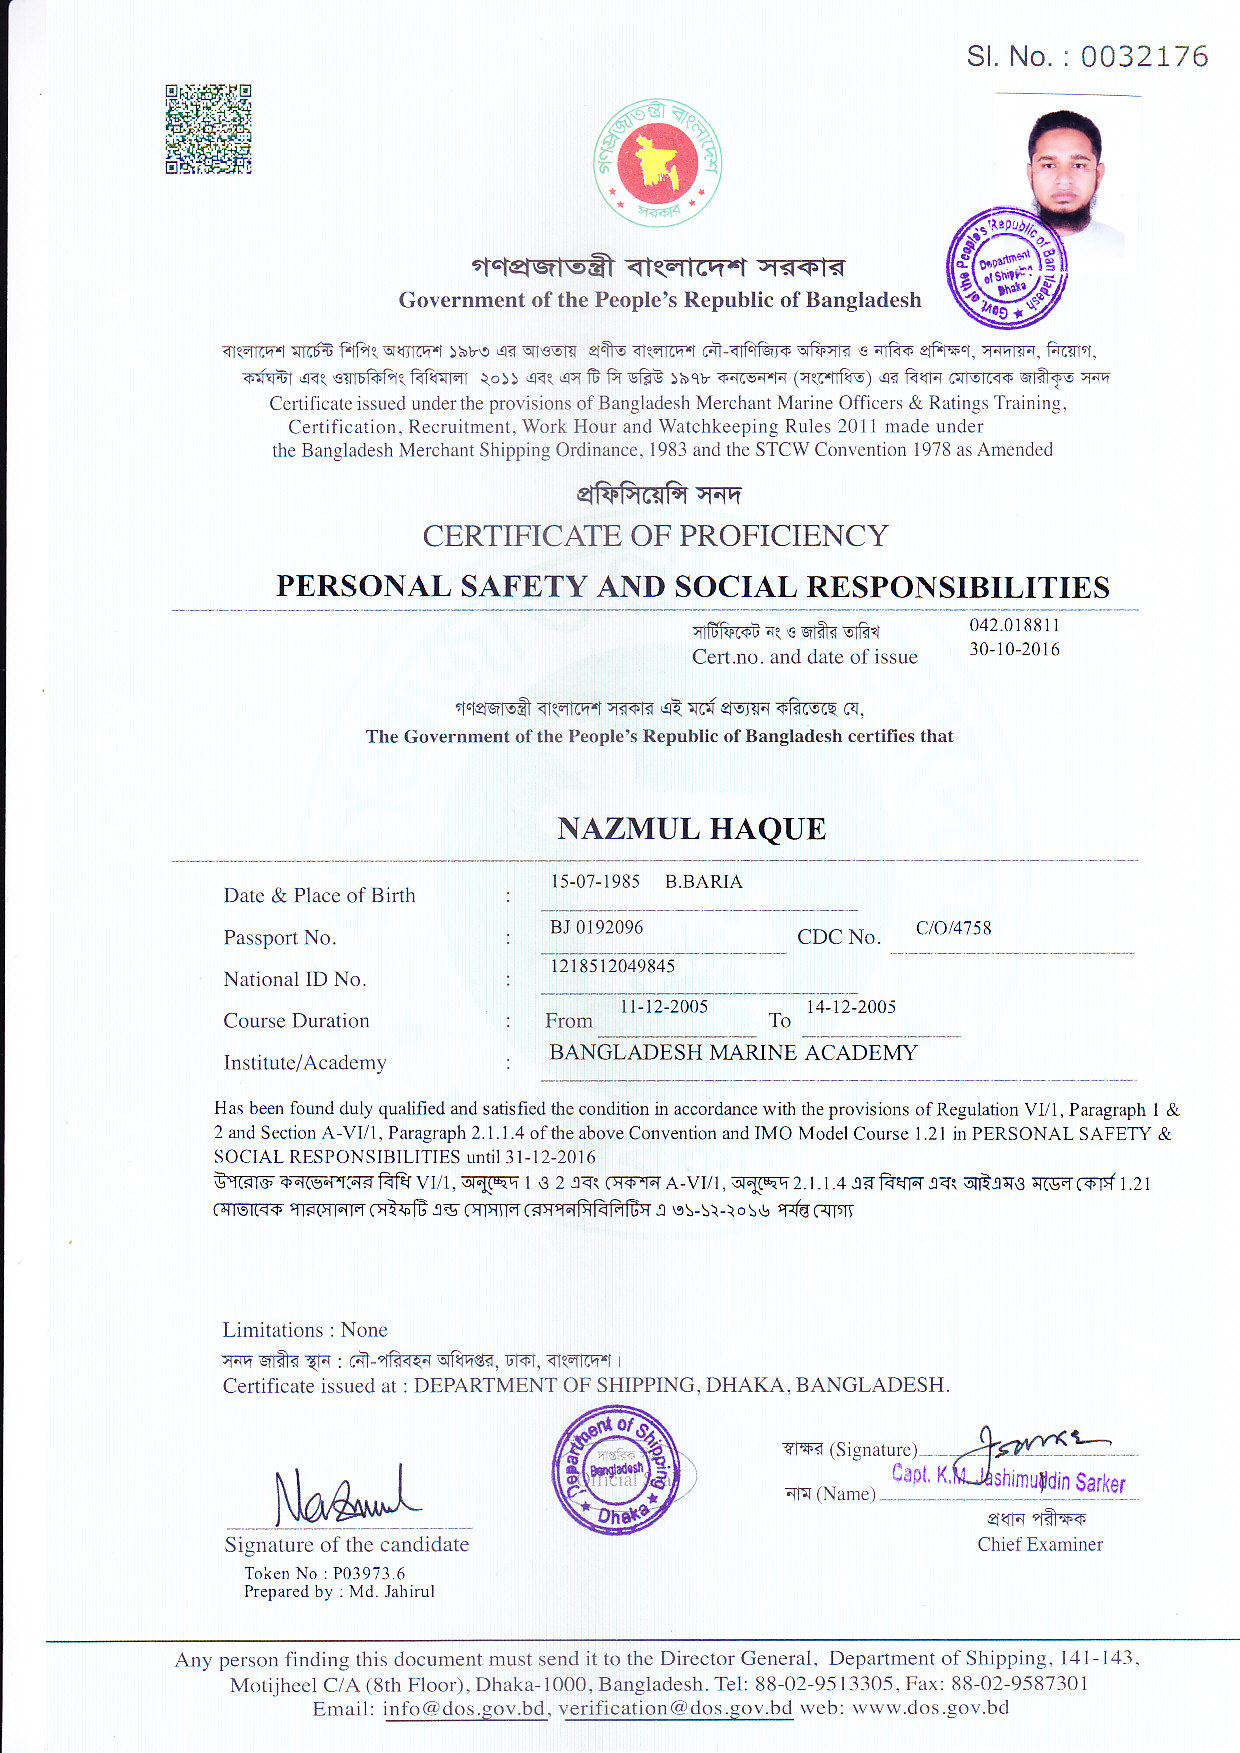 Sl. No. : 0032176
গণপ্রজাতন্ত্রী বাংলাদেশ
সরকার
Govt. of the People's Republic of Bangladesh
Department
of Shipping
Dhaka
গণপ্রজাতন্ত্রী বাংলাদেশ সরকার
Government of the People's Republic of Bangladesh
বাংলাদেশ মার্চেন্ট শিপিং অধ্যাদেশ ১৯৮৩ এর আওতায় প্রণীত বাংলাদেশ নৌ-বাণিজ্যিক অফিসার ও নাবিক প্রশিক্ষণ, সনদায়ন, নিয়োগ,
কর্মঘন্টা এবং ওয়াচকিপিং বিধিমালা ২০১১ এবং এস টি সি ডব্লিউ ১৯৭৮ কনভেনশন (সংশোধিত) এর বিধান মোতাবেক জারীকৃত সনদ
Certificate issued under the provisions of Bangladesh Merchant Marine Officers & Ratings Training,
Certification, Recruitment, Work Hour and Watchkeeping Rules 2011 made under
the Bangladesh Merchant Shipping Ordinance, 1983 and the STCW Convention 1978 as Amended
প্রফিসিয়েন্সি সনদ
CERTIFICATE OF PROFICIENCY
PERSONAL SAFETY AND SOCIAL RESPONSIBILITIES
সার্টিফিকেট নং ও জারীর তারিখ 042.018811
Cert.no. and date of issue 30-10-2016
গণপ্রজাতন্ত্রী বাংলাদেশ সরকার এই মর্মে প্রত্যয়ন করিতেছে যে,
The Government of the People's Republic of Bangladesh certifies that
NAZMUL HAQUE
Date & Place of Birth : 15-07-1985 B.BARIA
Passport No. : BJ 0192096 CDC No. C/O/4758
National ID No. : 1218512049845
Course Duration : From 11-12-2005 To 14-12-2005
Institute/Academy : BANGLADESH MARINE ACADEMY
Has been found duly qualified and satisfied the condition in accordance with the provisions of Regulation VI/1, Paragraph 1 &
2 and Section A-VI/1, Paragraph 2.1.1.4 of the above Convention and IMO Model Course 1.21 in PERSONAL SAFETY &
SOCIAL RESPONSIBILITIES until 31-12-2016
উপরোক্ত কনভেনশনের বিধি VI/1, অনুচ্ছেদ 1 ও 2 এবং সেকশন A-VI/1, অনুচ্ছেদ 2.1.1.4 এর বিধান এবং আইএমও মডেল কোর্স 1.21
মোতাবেক পারসোনাল সেইফটি এন্ড সোস্যাল রেসপনসিবিলিটিস এ ৩১-১২-২০১৬ পর্যন্ত যোগ্য
Limitations : None
সনদ জারীর স্থান : নৌ-পরিবহন অধিদপ্তর, ঢাকা, বাংলাদেশ।
Certificate issued at : DEPARTMENT OF SHIPPING, DHAKA, BANGLADESH.
Department of Shipping
দাপ্তরিক
Bangladesh
Official
Dhaka
স্বাক্ষর (Signature)
Capt. K.M. Jashimuddin Sarker
নাম (Name)
Nazmul
প্রধান পরীক্ষক
Signature of the candidate
Chief Examiner
Token No : P03973.6
Prepared by : Md. Jahirul
Any person finding this document must send it to the Director General, Department of Shipping, 141-143,
Motijheel C/A (8th Floor), Dhaka-1000, Bangladesh. Tel: 88-02-9513305, Fax: 88-02-9587301
Email: info@dos.gov.bd, verification@dos.gov.bd web: www.dos.gov.bd